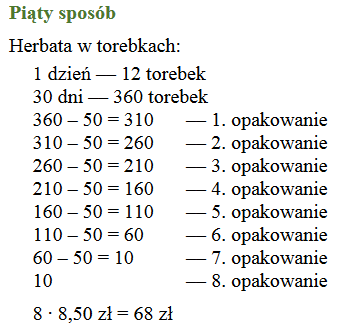 Piąty sposób
Herbata w torebkach:
1 dzień — 12 torebek
30 dni — 360 torebek
360 – 50 = 310 — 1. opakowanie
310 – 50 = 260 — 2. opakowanie
260 – 50 = 210 — 3. opakowanie
210 – 50 = 160 — 4. opakowanie
160 – 50 = 110 — 5. opakowanie
110 – 50 = 60 — 6. opakowanie
60 – 50 = 10 — 7. opakowanie
10 — 8. opakowanie
8 · 8,50 zł = 68 zł